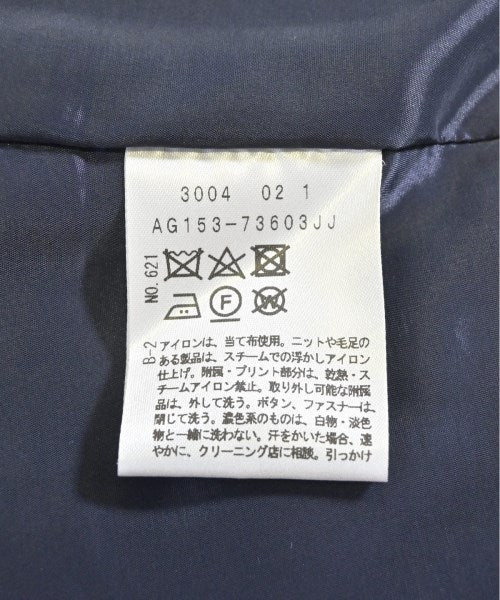 3004 02 1
AG153-73603JJ
NO.621
F
W
B-2
アイロンは、当て布使用。ニットや毛足の
ある製品は、スチームでの浮かしアイロン
仕上げ。附属・プリント部分は、乾熱・ス
チームアイロン禁止。取り外し可能な附属
品は、外して洗う。ボタン、ファスナーは
閉じて洗う。濃色系のものは、白物・淡色
物と一緒に洗わない。汗をかいた場合、速
やかに、クリーニング店に相談。引っかけ